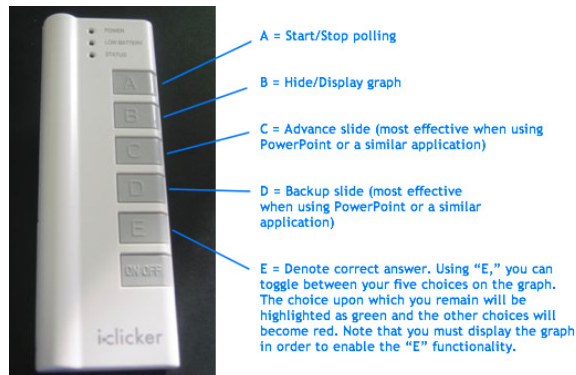 POWER
LOW BATTERY
STATUS
A
B
C
D
E
ON OFF
i>clicker
A = Start/Stop polling
B = Hide/Display graph
C = Advance slide (most effective when using
PowerPoint or a similar application)
D = Backup slide (most effective
when using PowerPoint or a similar
application)
E = Denote correct answer. Using “E,” you can
toggle between your five choices on the graph.
The choice upon which you remain will be
highlighted as green and the other choices will
become red. Note that you must display the graph
in order to enable the “E” functionality.